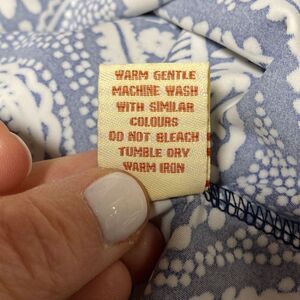 WARM GENTLE
MACHINE WASH
WITH SIMILAR
COLOURS
DO NOT BLEACH
TUMBLE DRY
WARM IRON